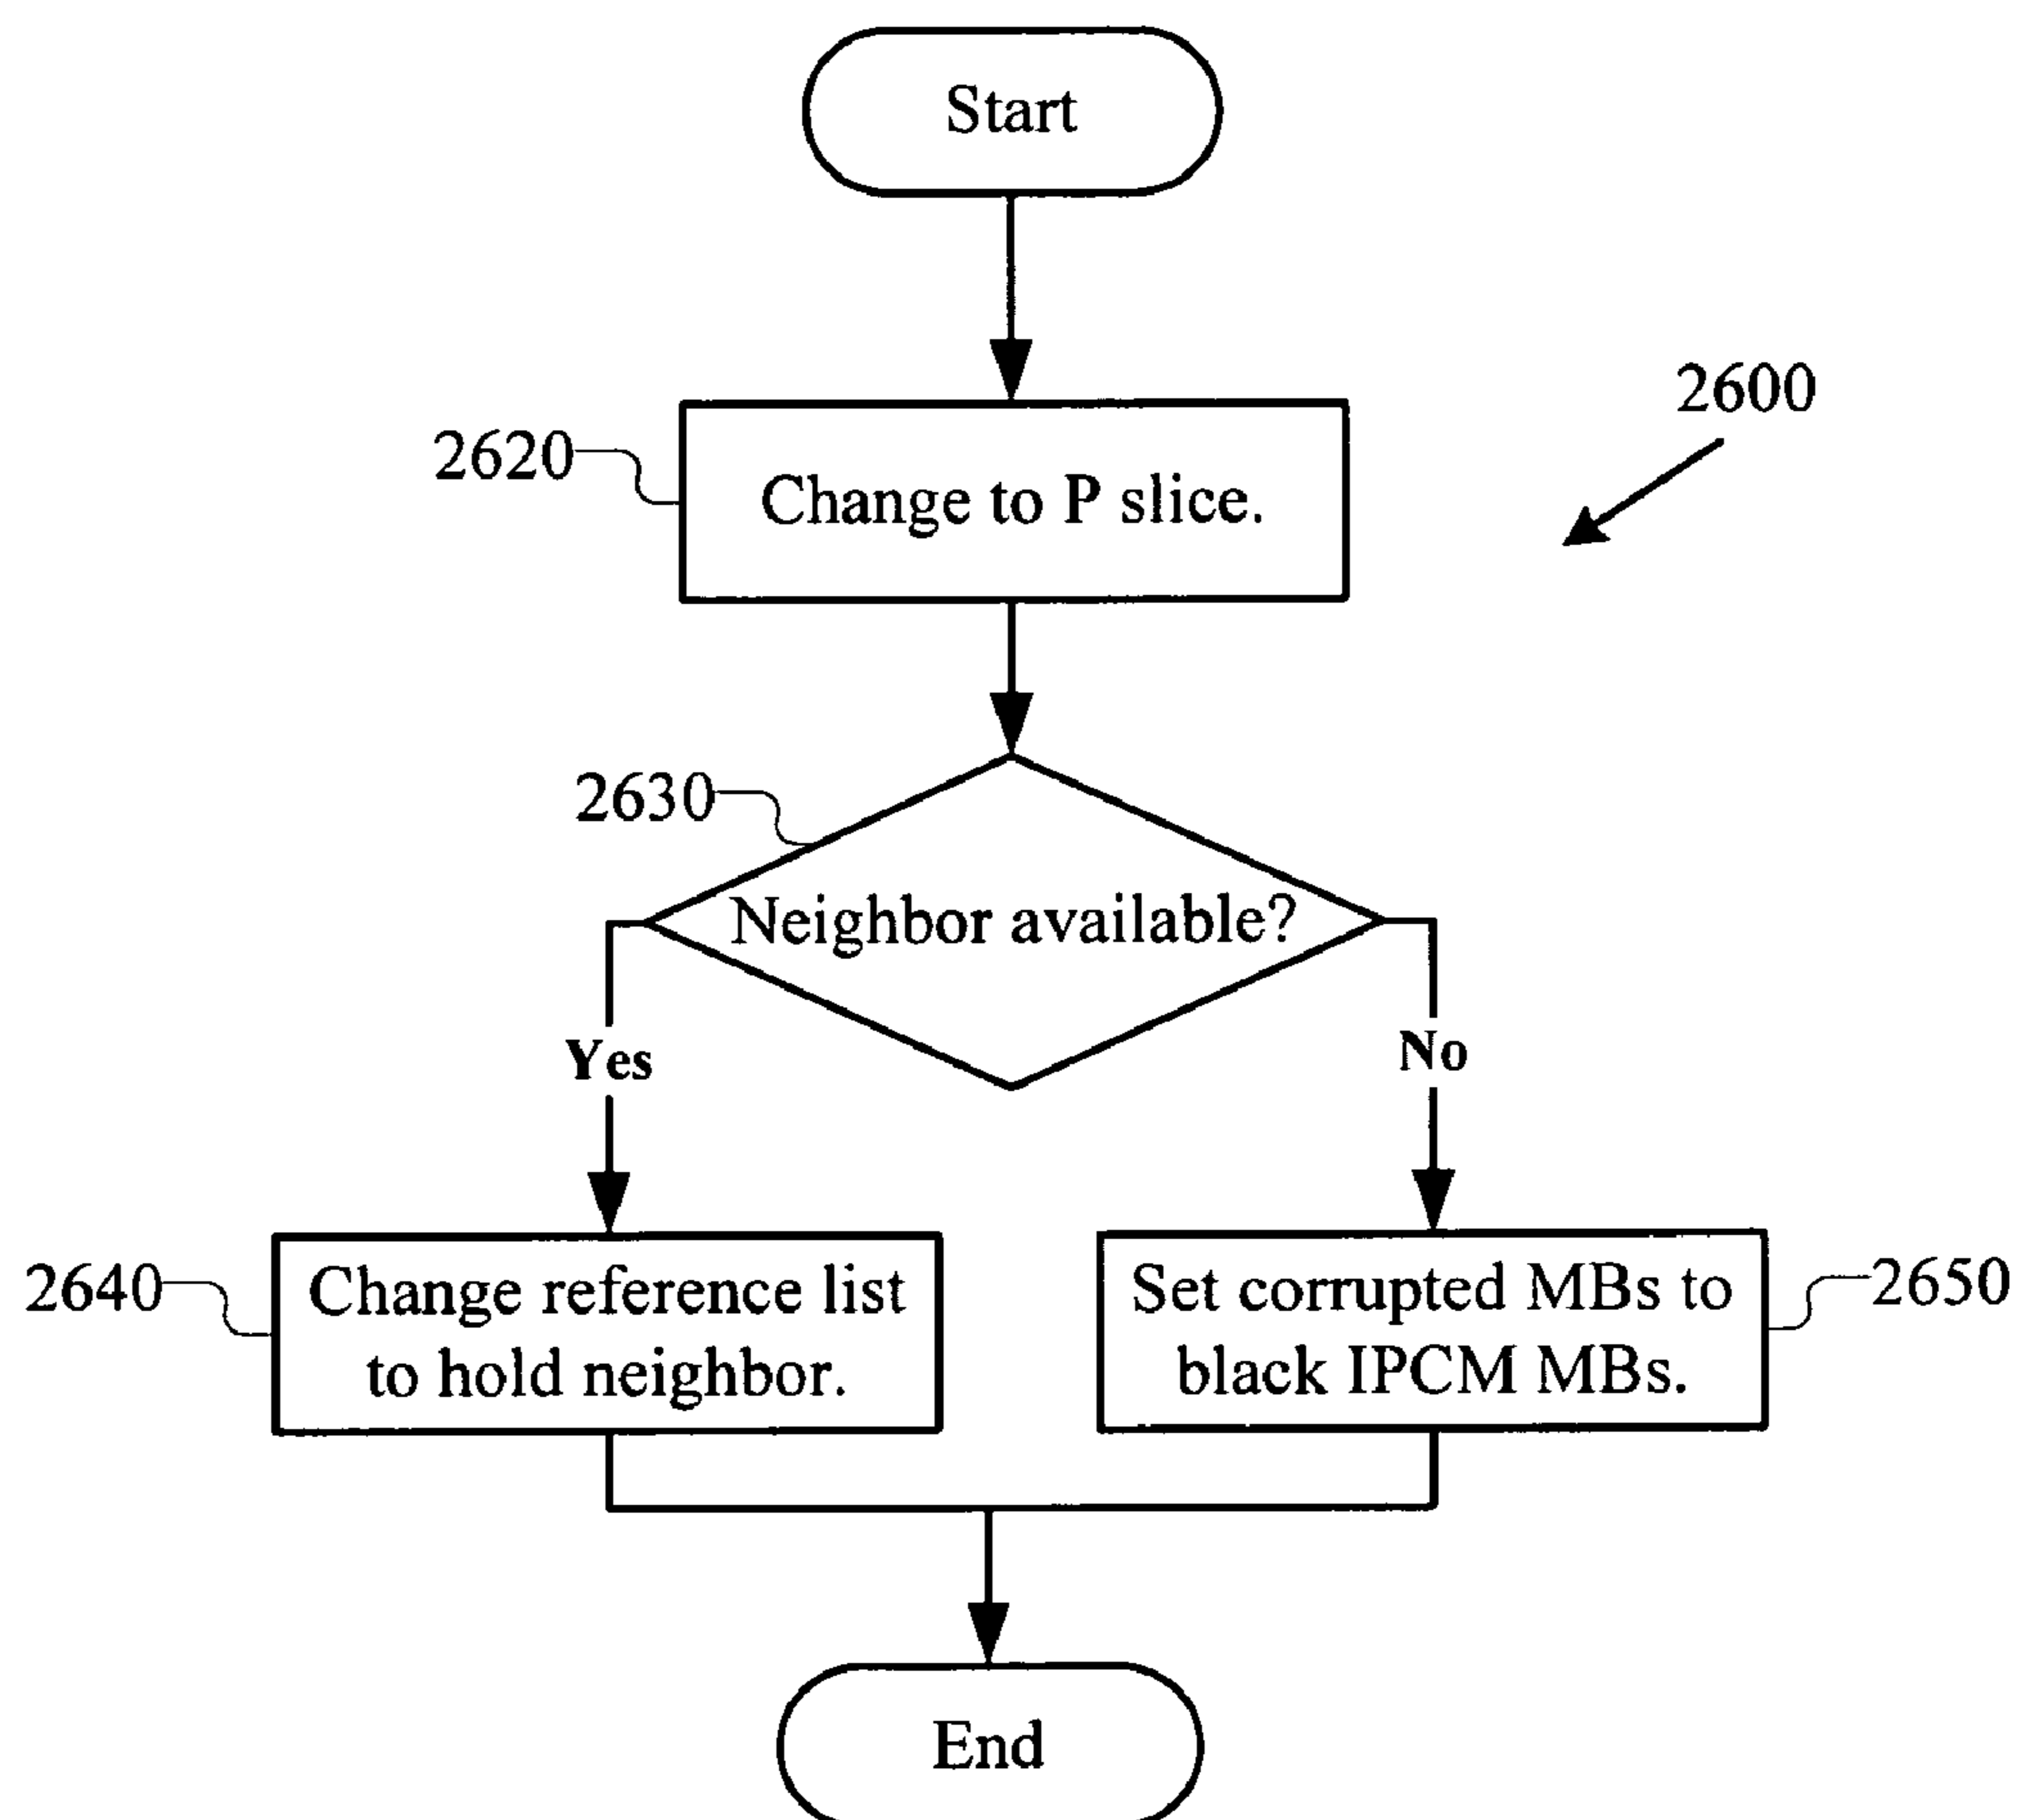 Start
2600
2620
Change to P slice.
2630
Neighbor available?
Yes
No
2640
Change reference list
to hold neighbor.
Set corrupted MBs to
black IPCM MBs.
2650
End